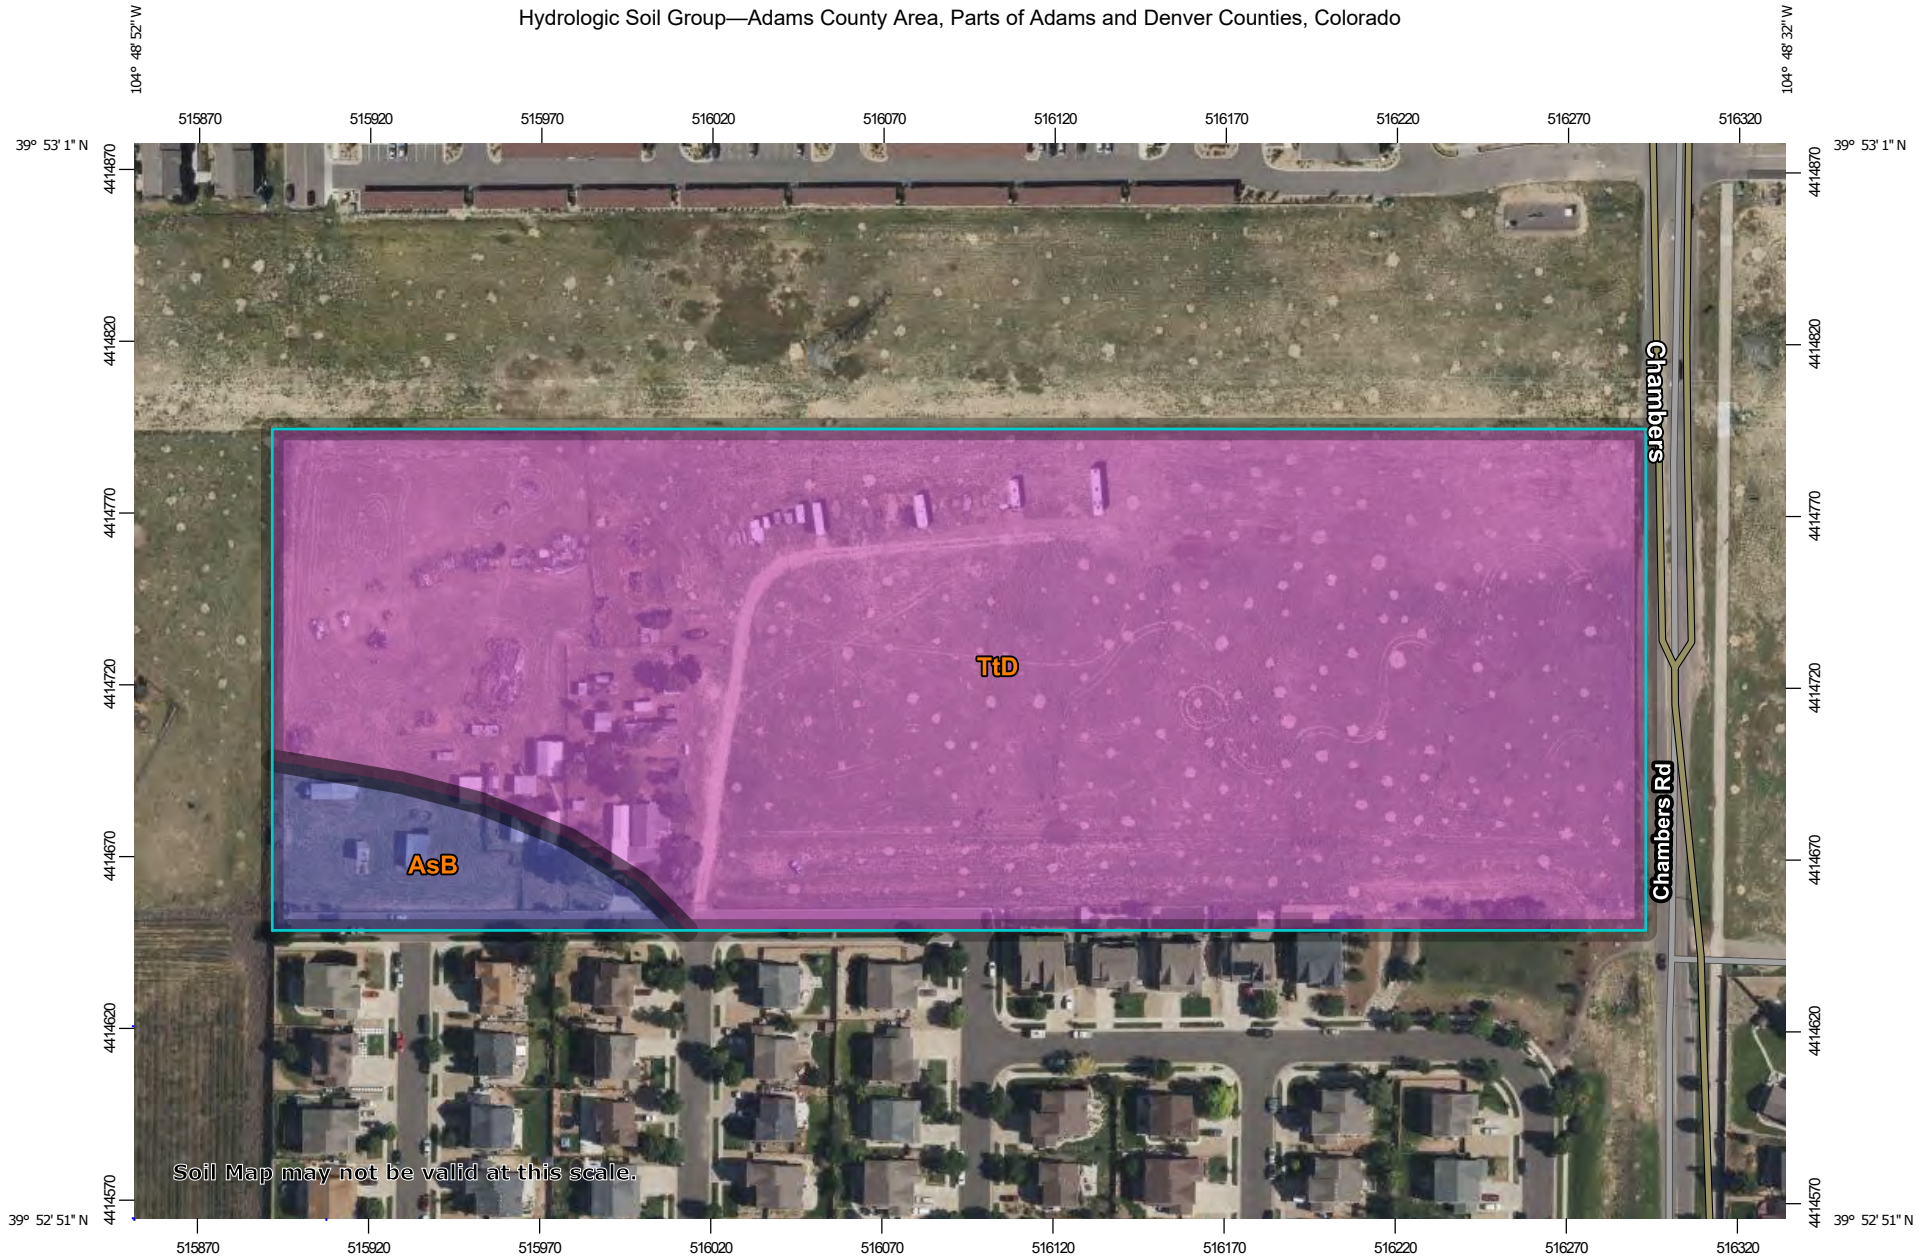 Hydrologic Soil Group—Adams County Area, Parts of Adams and Denver Counties, Colorado
104° 48' 52'' W
104° 48' 32'' W
515870 515920 515970 516020 516070 516120 516170 516220 516270 516320
39° 53' 1'' N
39° 53' 1'' N
4414870
4414870
4414820
4414820
Chambers
4414770
4414770
TtD
4414720
4414720
Chambers Rd
AsB
4414670
4414670
4414620
4414620
Soil Map may not be valid at this scale.
4414570
4414570
39° 52' 51'' N
39° 52' 51'' N
515870 515920 515970 516020 516070 516120 516170 516220 516270 516320